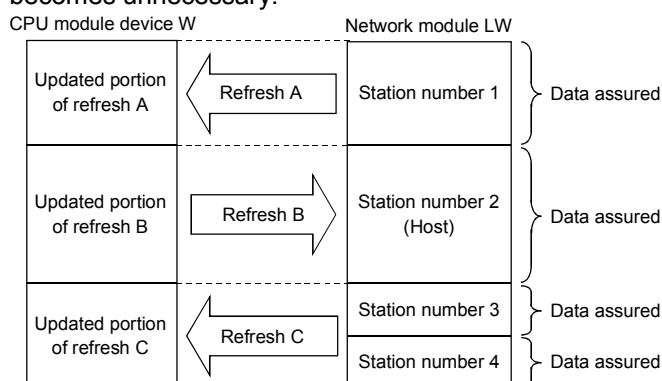 becomes unnecessary.
CPU module device W
Network module LW
Updated portion
of refresh A
Refresh A
Station number 1
Data assured
Updated portion
of refresh B
Refresh B
Station number 2
(Host)
Data assured
Updated portion
of refresh C
Refresh C
Station number 3
Data assured
Station number 4
Data assured